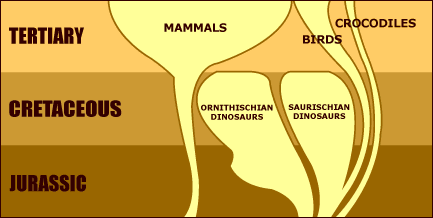 TERTIARY
MAMMALS
BIRDS
CROCODILES
CRETACEOUS
ORNITHISCHIAN
DINOSAURS
SAURISCHIAN
DINOSAURS
JURASSIC